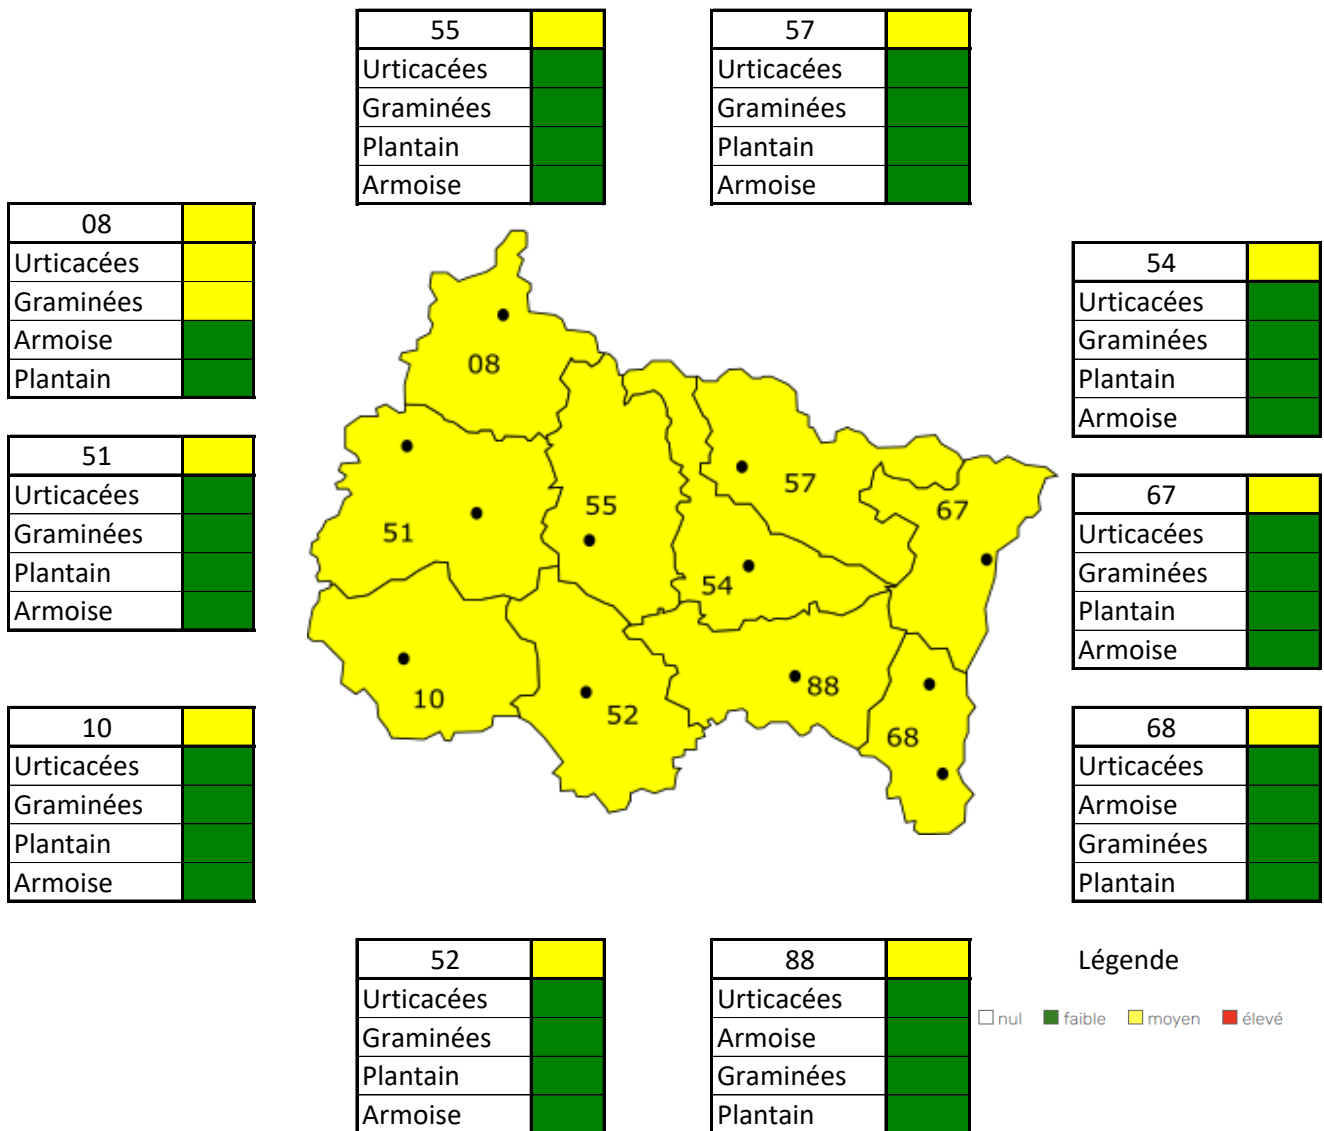 55
Urticacées
Graminées
Plantain
Armoise
57
Urticacées
Graminées
Plantain
Armoise
08
Urticacées
Graminées
Armoise
Plantain
54
Urticacées
Graminées
Plantain
Armoise
51
Urticacées
Graminées
Plantain
Armoise
67
Urticacées
Graminées
Plantain
Armoise
10
Urticacées
Graminées
Plantain
Armoise
68
Urticacées
Armoise
Graminées
Plantain
08
57
67
55
51
54
88
10
52
68
52
Urticacées
Graminées
Plantain
Armoise
88
Urticacées
Armoise
Graminées
Plantain
Légende
nul faible moyen élevé